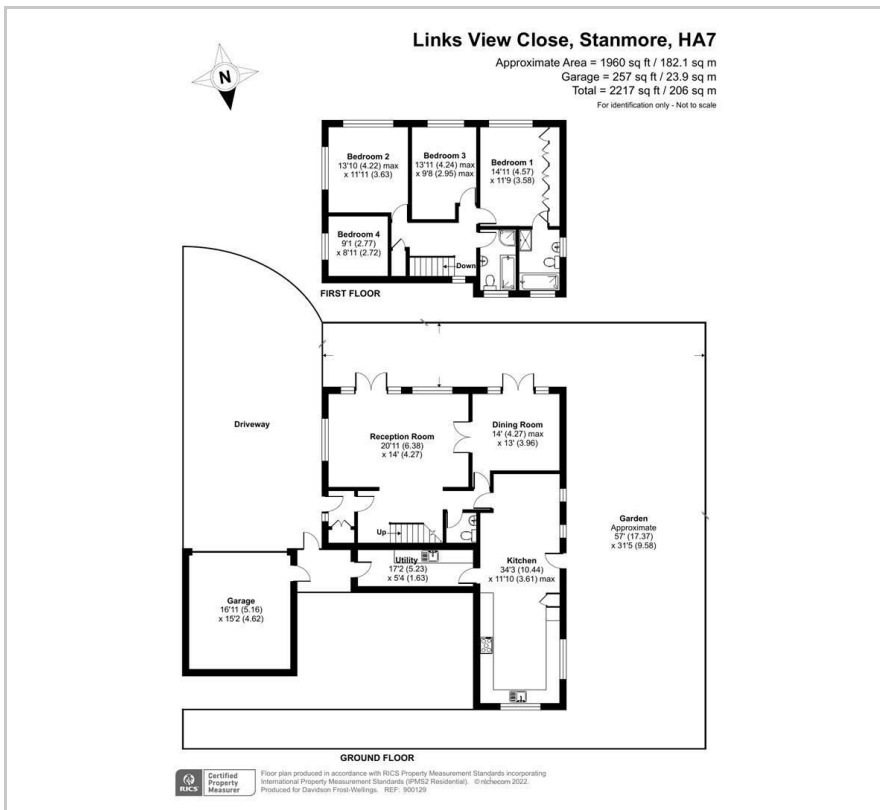 Links View Close, Stanmore, HA7
Approximate Area = 1960 sq ft / 182.1 sq m
Garage = 257 sq ft / 23.9 sq m
Total = 2217 sq ft / 206 sq m
For identification only - Not to scale
N
Bedroom 2
13'10 (4.22) max
x 11'11 (3.63)
Bedroom 3
13'11 (4.24) max
x 9'8 (2.95) max
Bedroom 1
14'11 (4.57)
x 11'9 (3.58)
Bedroom 4
9'1 (2.77)
x 8'11 (2.72)
Down
FIRST FLOOR
Driveway
Reception Room
20'11 (6.38)
x 14' (4.27)
Dining Room
14' (4.27) max
x 13' (3.96)
Up
Utility
17'2 (5.23)
x 5'4 (1.63)
Kitchen
34'3 (10.44)
x 11'10 (3.61) max
Garden
Approximate
57' (17.37)
x 31'5 (9.58)
Garage
16'11 (5.16)
x 15'2 (4.62)
GROUND FLOOR
RICS
Certified
Property
Measurer
Floor plan produced in accordance with RICS Property Measurement Standards incorporating
International Property Measurement Standards (IPMS2 Residential). © nichecom 2022.
Produced for Davidson Frost-Wellings. REF: 900129